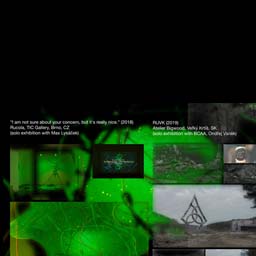 "I am not sure about your concern, but it's really nice." (2018)
Rucola, TIC Gallery, Brno, CZ
(solo exhibition with Max Lysáček)
RUVK (2019)
Atelier Bigwood, Veľký Krtíš, SK
(solo exhibition with BCAA, Ondřej Vanek)